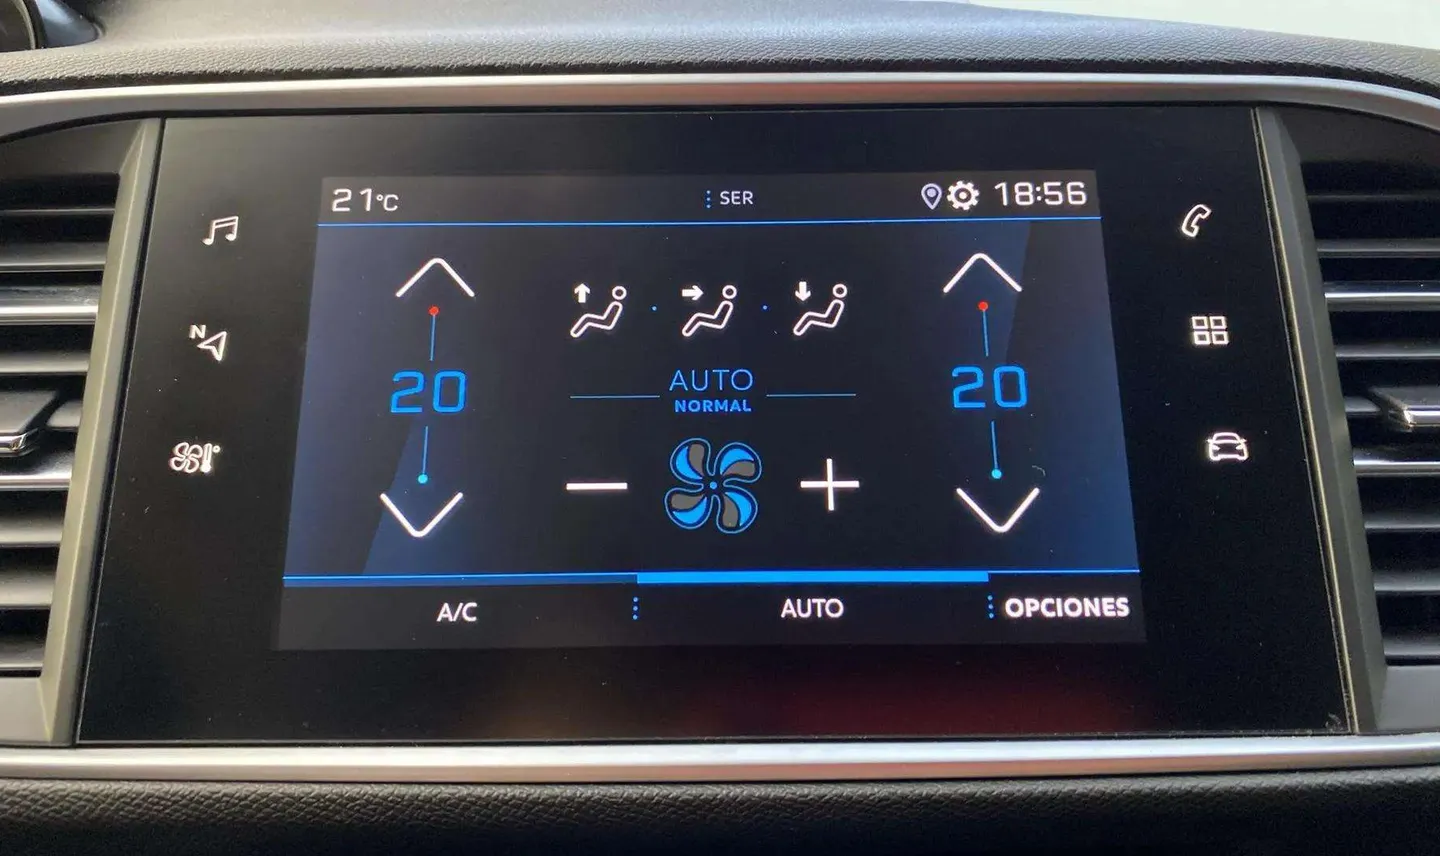 21°C
SER
18:56
N
20
AUTO
NORMAL
20
A/C
AUTO
OPCIONES